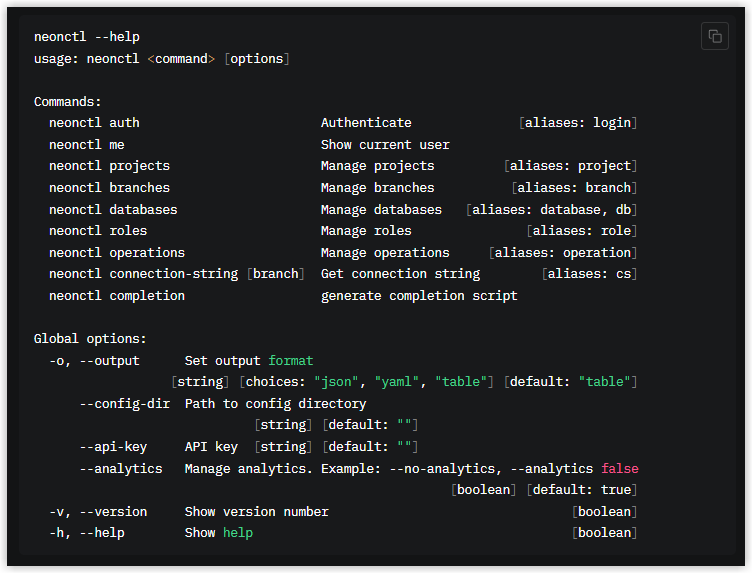 neonctl --help
usage: neonctl <command> [options]

Commands:
  neonctl auth                        Authenticate              [aliases: login]
  neonctl me                          Show current user
  neonctl projects                    Manage projects         [aliases: project]
  neonctl branches                    Manage branches          [aliases: branch]
  neonctl databases                   Manage databases   [aliases: database, db]
  neonctl roles                       Manage roles               [aliases: role]
  neonctl operations                  Manage operations     [aliases: operation]
  neonctl connection-string [branch]  Get connection string        [aliases: cs]
  neonctl completion                  generate completion script

Global options:
  -o, --output      Set output format
                  [string] [choices: "json", "yaml", "table"] [default: "table"]
      --config-dir  Path to config directory
                             [string] [default: ""]
      --api-key     API key  [string] [default: ""]
      --analytics   Manage analytics. Example: --no-analytics, --analytics false
                                                       [boolean] [default: true]
  -v, --version     Show version number                                [boolean]
  -h, --help        Show help                                          [boolean]